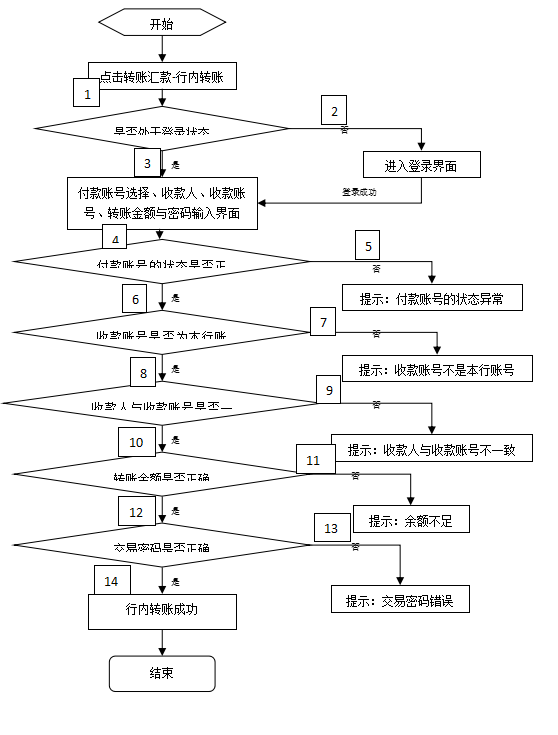 开始
点击转账汇款-行内转账
1
是否处于登录状态
2
否
3
是
进入登录界面
登录成功
付款账号选择、收款人、收款账
号、转账金额与密码输入界面
4
付款账号的状态是否正
5
否
提示：付款账号的状态异常
6
是
收款账号是否为本行账
7
否
提示：收款账号不是本行账号
8
是
收款人与收款账号是否一
9
否
提示：收款人与收款账号不一致
10
是
转账金额是否正确
11
否
提示：余额不足
12
是
交易密码是否正确
13
否
提示：交易密码错误
14
是
行内转账成功
结束